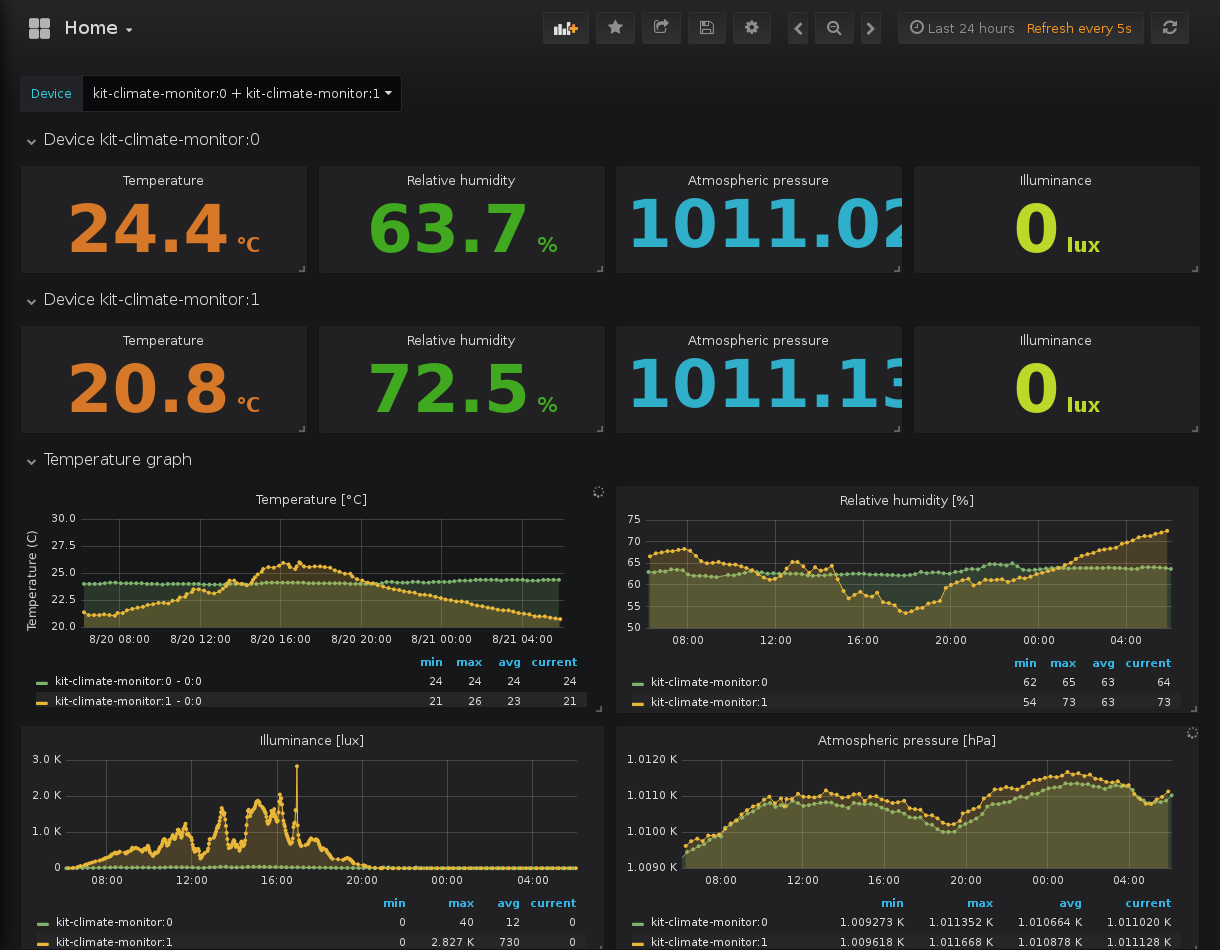 Home
Last 24 hours Refresh every 5s
Device kit-climate-monitor:0 + kit-climate-monitor:1
Device kit-climate-monitor:0
Temperature Relative humidity Atmospheric pressure Illuminance
24.4 °C 63.7 % 1011.02 0 lux
Device kit-climate-monitor:1
Temperature Relative humidity Atmospheric pressure Illuminance
20.8 °C 72.5 % 1011.13 0 lux
Temperature graph
Temperature [°C]
Temperature (C)
30.0
27.5
25.0
22.5
20.0
8/20 08:00 8/20 12:00 8/20 16:00 8/20 20:00 8/21 00:00 8/21 04:00
min max avg current
kit-climate-monitor:0 - 0:0 24 24 24 24
kit-climate-monitor:1 - 0:0 21 26 23 21
Relative humidity [%]
75
70
65
60
55
50
08:00 12:00 16:00 20:00 00:00 04:00
min max avg current
kit-climate-monitor:0 62 65 63 64
kit-climate-monitor:1 54 73 63 73
Illuminance [lux]
3.0 K
2.0 K
1.0 K
0
08:00 12:00 16:00 20:00 00:00 04:00
min max avg current
kit-climate-monitor:0 0 40 12 0
kit-climate-monitor:1 0 2.827 K 730 0
Atmospheric pressure [hPa]
1.0120 K
1.0110 K
1.0100 K
1.0090 K
08:00 12:00 16:00 20:00 00:00 04:00
min max avg current
kit-climate-monitor:0 1.009273 K 1.011352 K 1.010664 K 1.011020 K
kit-climate-monitor:1 1.009618 K 1.011668 K 1.010878 K 1.011128 K